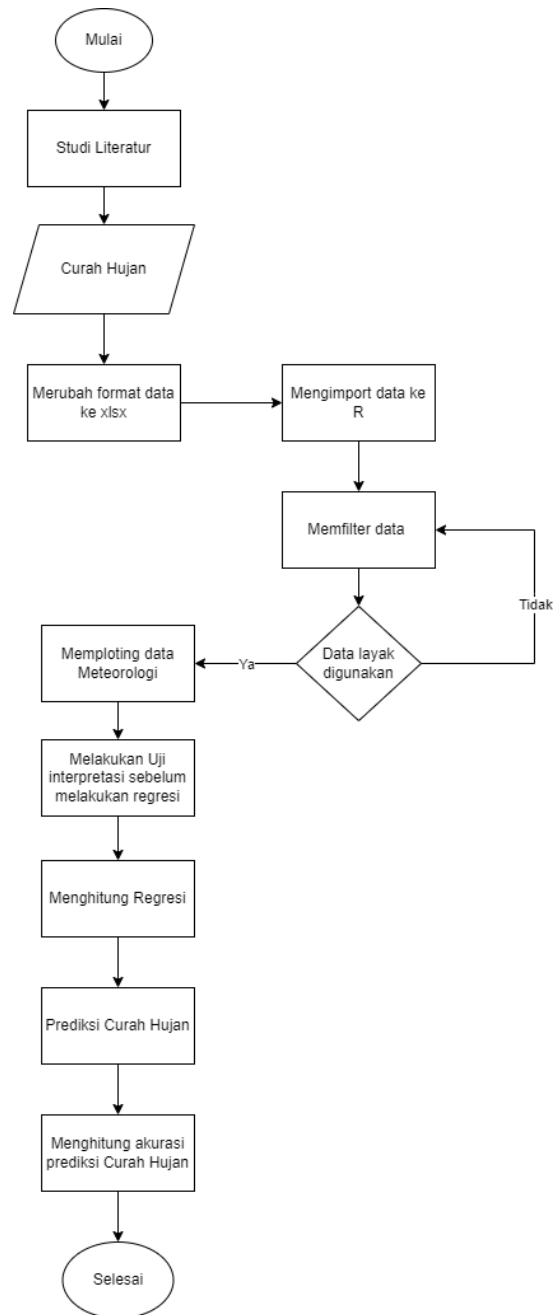 Mulai
Studi Literatur
Curah Hujan
Merubah format data
ke xlsx
Mengimport data ke
R
Memfilter data
Tidak
Data layak
digunakan
Ya
Memploting data
Meteorologi
Melakukan Uji
interpretasi sebelum
melakukan regresi
Menghitung Regresi
Prediksi Curah Hujan
Menghitung akurasi
prediksi Curah Hujan
Selesai